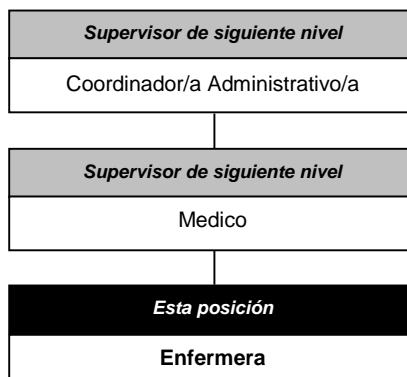 Supervisor de siguiente nivel
Coordinador/a Administrativo/a
Supervisor de siguiente nivel
Medico
Esta posición
Enfermera